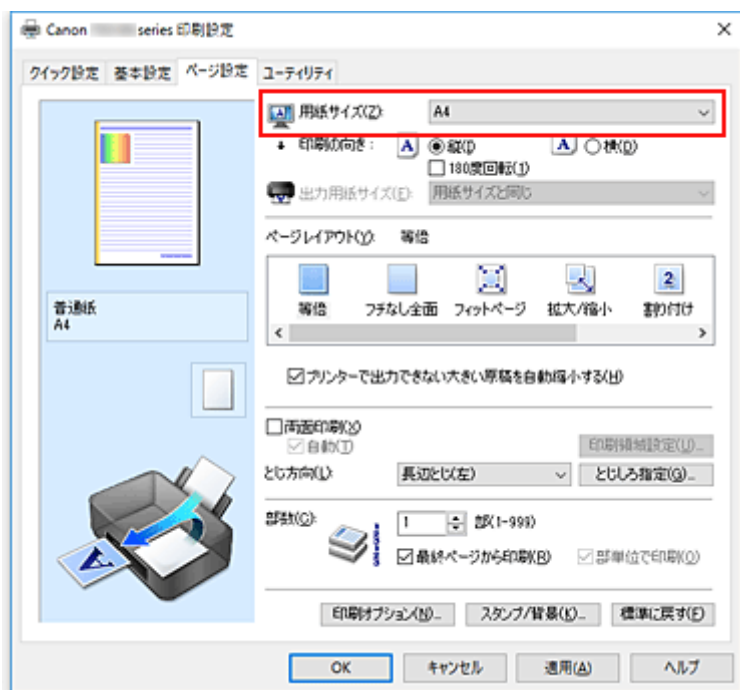 Canon series 印刷設定
クイック設定 基本設定 ページ設定 ユーティリティ
用紙サイズ(Z): A4
印刷の向き: A 縦(I) A 横(D)
180度回転(1)
出力用紙サイズ(E): 用紙サイズと同じ
ページレイアウト(Y): 等倍
等倍 フチなし全面 フィットページ 拡大/縮小 2 割り付け
普通紙
A4
プリンターで出力できない大きい原稿を自動縮小する(H)
両面印刷(X)
自動(T) 印刷領域設定(U)...
とじ方向(L): 長辺とじ(左) とじしろ指定(G)...
部数(C): 1 部(1-999)
最終ページから印刷(R) 部単位で印刷(O)
印刷オプション(N)... スタンプ/背景(K)... 標準に戻す(F)
OK キャンセル 適用(A) ヘルプ